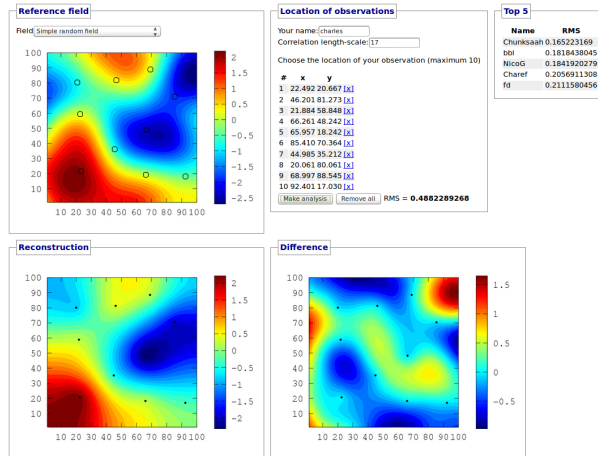 Reference field
Field: Simple random field
100
90
80
70
60
50
40
30
20
10
10 20 30 40 50 60 70 80 90 100
2
1.5
1
0.5
0
-0.5
-1
-1.5
-2
-2.5
Location of observations
Your name: charles
Correlation length-scale: 17
Choose the location of your observation (maximum 10)
# x y
1 22.492 20.667 [x]
2 46.201 81.273 [x]
3 21.884 58.848 [x]
4 66.261 48.242 [x]
5 65.957 18.242 [x]
6 85.410 70.364 [x]
7 44.985 35.212 [x]
8 20.061 80.061 [x]
9 68.997 88.545 [x]
10 92.401 17.030 [x]
Make analysis Remove all RMS = 0.4882289268
Top 5
Name RMS
Chunksaah 0.165223169
bbl 0.1818438045
NicoG 0.1841920279
Charef 0.2056911308
fd 0.2111580456
Reconstruction
100
90
80
70
60
50
40
30
20
10
10 20 30 40 50 60 70 80 90 100
2
1.5
1
0.5
0
-0.5
-1
-1.5
-2
Difference
100
90
80
70
60
50
40
30
20
10
10 20 30 40 50 60 70 80 90 100
1.5
1
0.5
0
-0.5